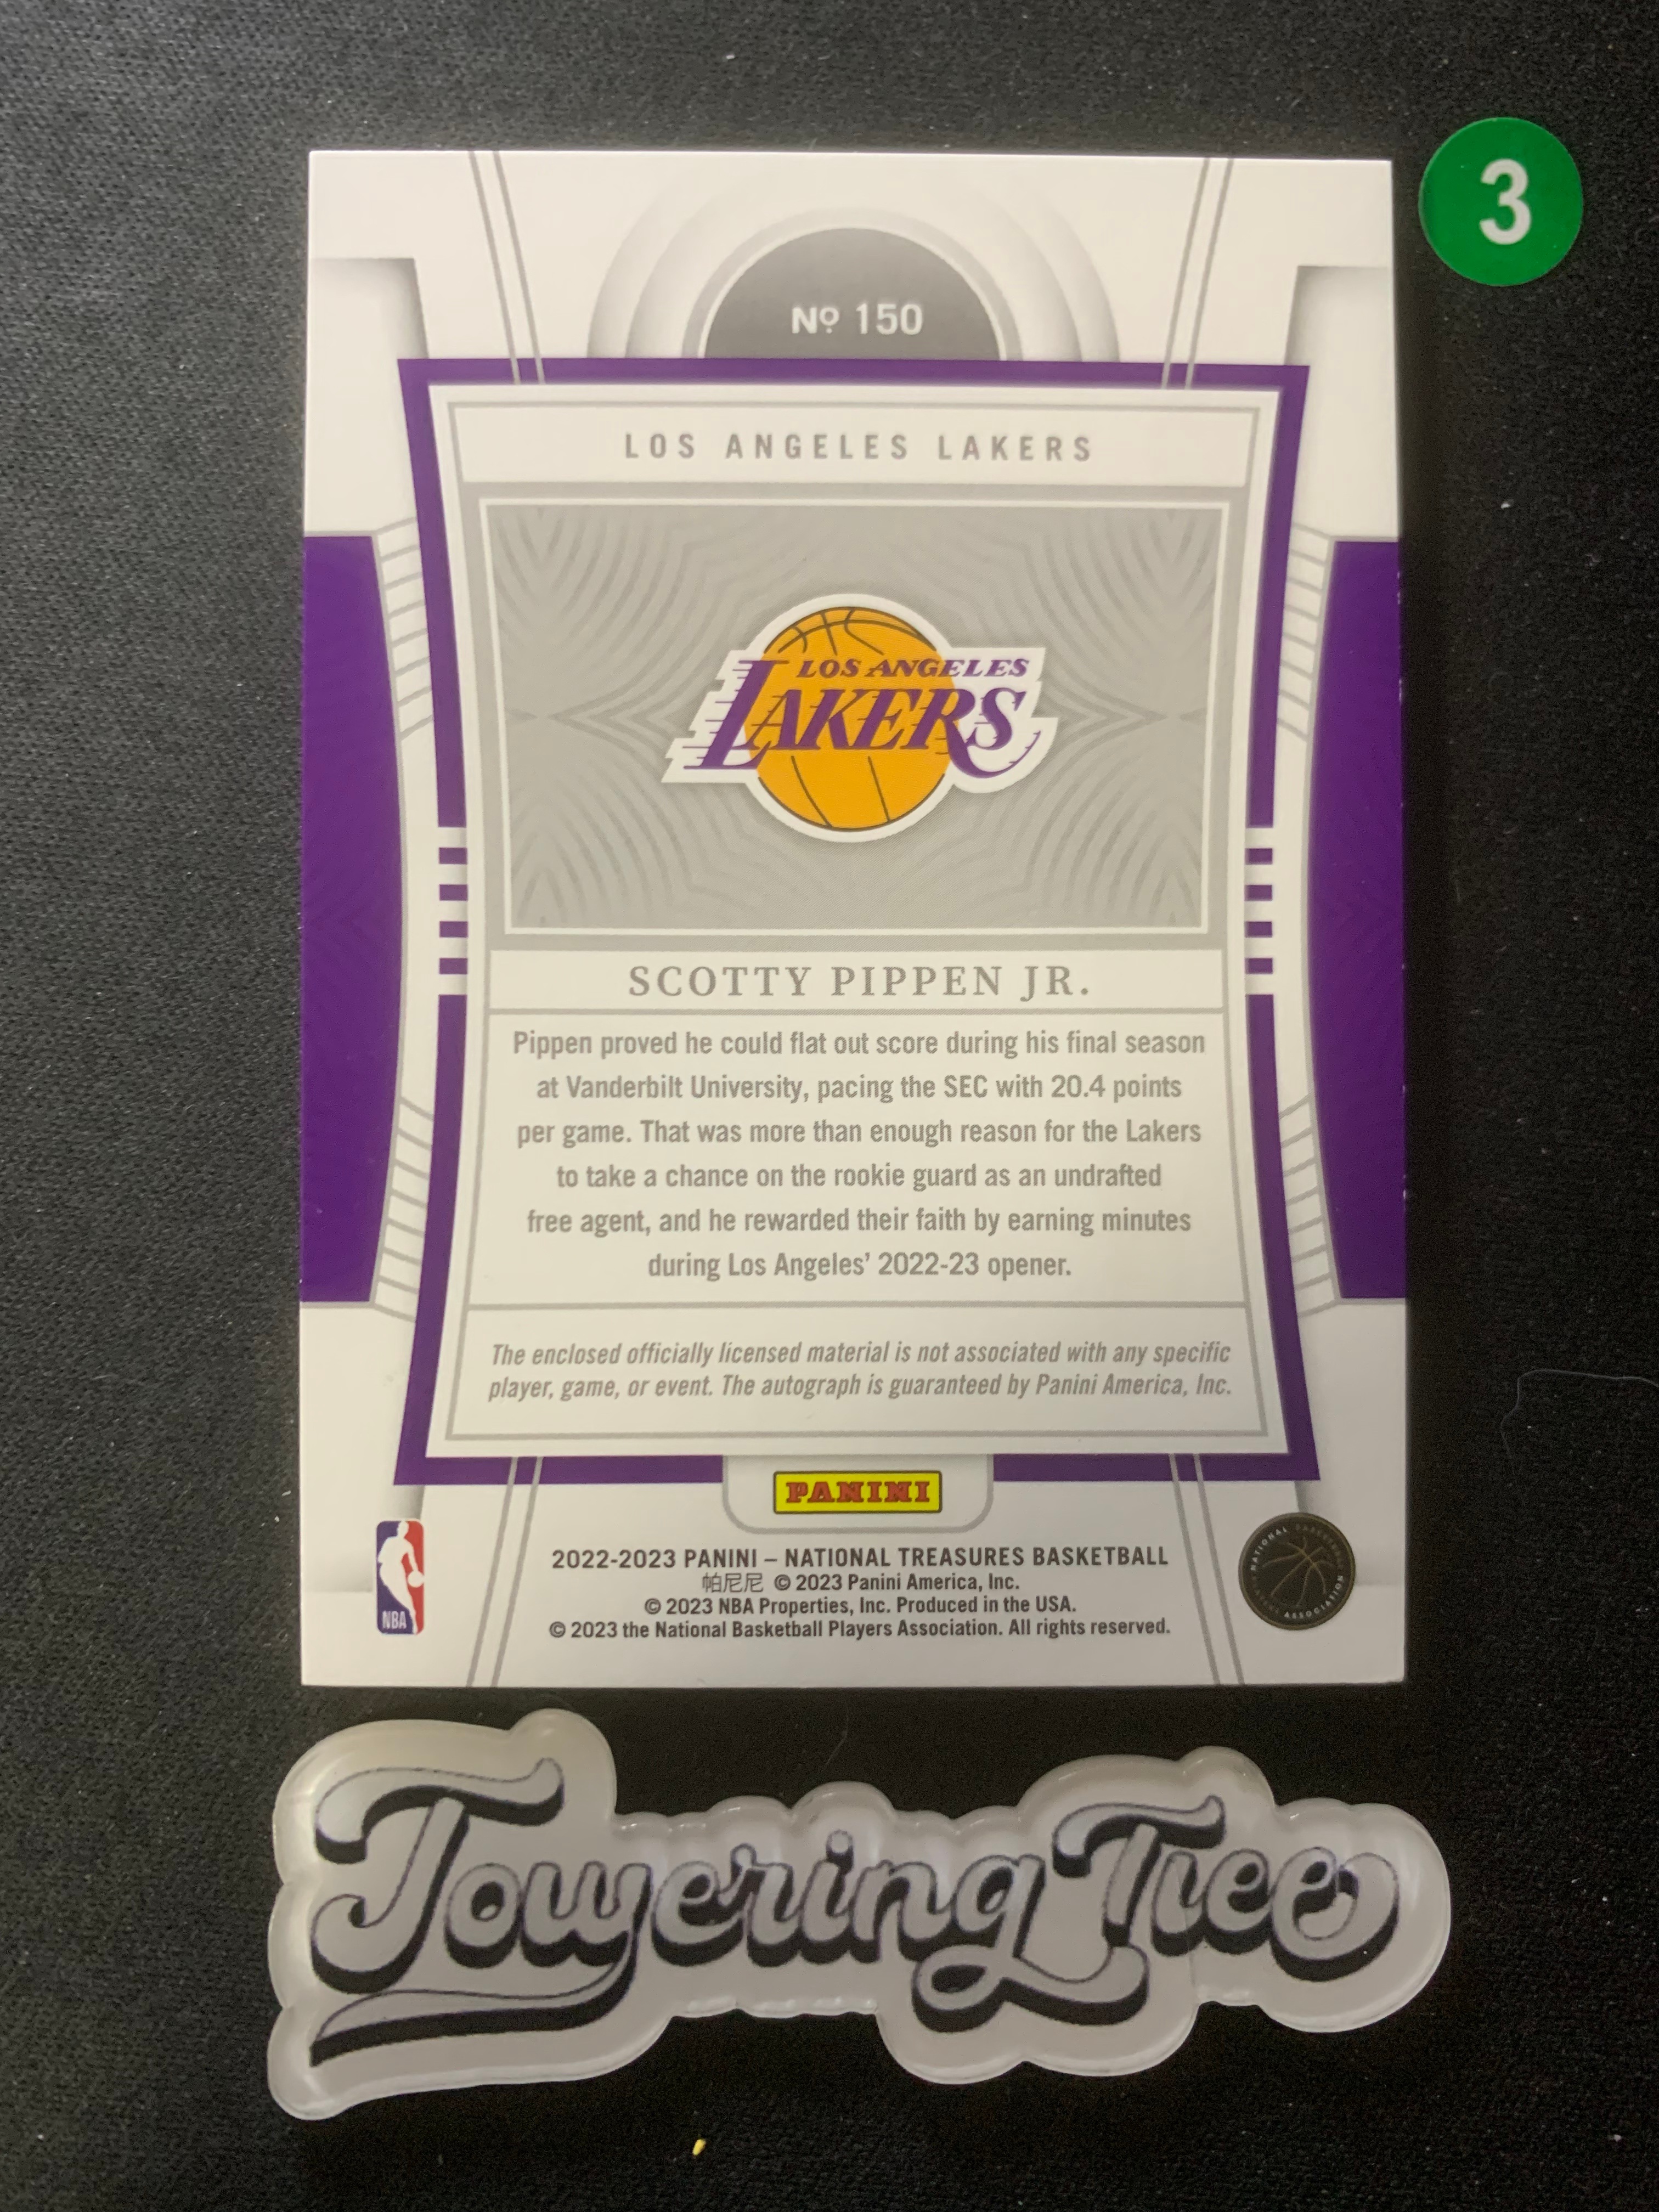 3
Nº 150
LOS ANGELES LAKERS
LOS ANGELES
LAKERS
SCOTTY PIPPEN JR.
Pippen proved he could flat out score during his final season
at Vanderbilt University, pacing the SEC with 20.4 points
per game. That was more than enough reason for the Lakers
to take a chance on the rookie guard as an undrafted
free agent, and he rewarded their faith by earning minutes
during Los Angeles’ 2022-23 opener.
The enclosed officially licensed material is not associated with any specific
player, game, or event. The autograph is guaranteed by Panini America, Inc.
PANINI
2022-2023 PANINI – NATIONAL TREASURES BASKETBALL
帕尼尼 © 2023 Panini America, Inc.
© 2023 NBA Properties, Inc. Produced in the USA.
© 2023 the National Basketball Players Association. All rights reserved.
NBA
NATIONAL BASKETBALL
ASSOCIATION
ToweringTiee